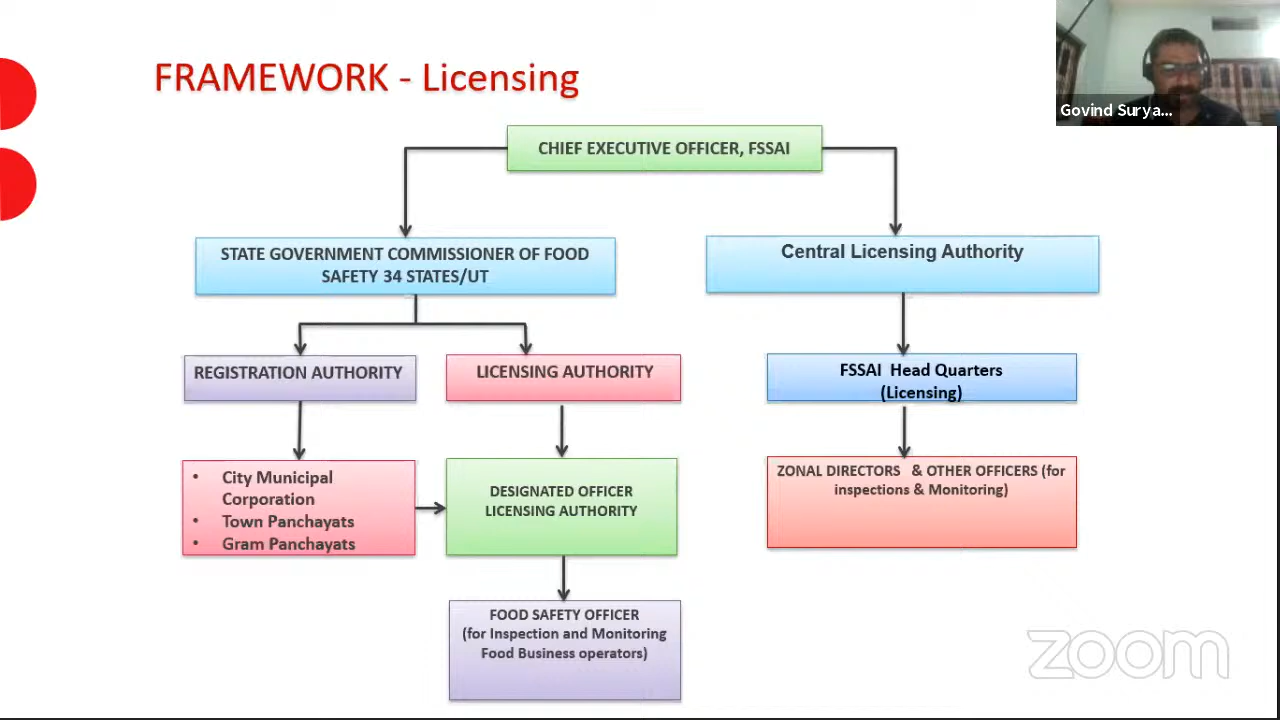 FRAMEWORK - Licensing
Govind Surya...
CHIEF EXECUTIVE OFFICER, FSSAI
STATE GOVERNMENT COMMISSIONER OF FOOD
SAFETY 34 STATES/UT
Central Licensing Authority
REGISTRATION AUTHORITY
LICENSING AUTHORITY
FSSAI Head Quarters
(Licensing)
• City Municipal
Corporation
• Town Panchayats
• Gram Panchayats
DESIGNATED OFFICER
LICENSING AUTHORITY
ZONAL DIRECTORS & OTHER OFFICERS (for
inspections & Monitoring)
FOOD SAFETY OFFICER
(for Inspection and Monitoring
Food Business operators)
zoom